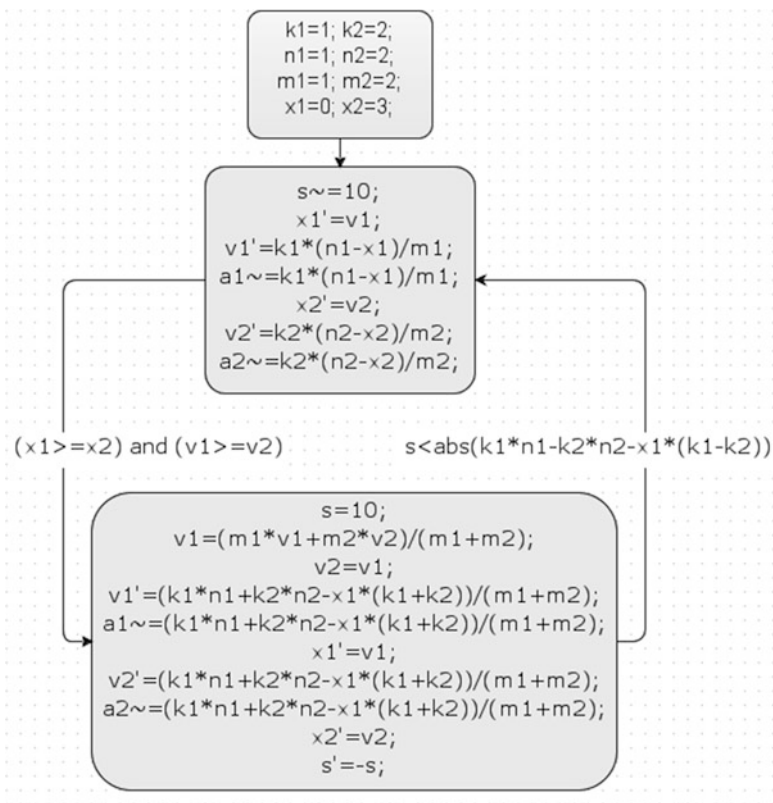 k1=1; k2=2;
n1=1; n2=2;
m1=1; m2=2;
x1=0; x2=3;
s~=10;
x1'=v1;
v1'=k1*(n1-x1)/m1;
a1~=k1*(n1-x1)/m1;
x2'=v2;
v2'=k2*(n2-x2)/m2;
a2~=k2*(n2-x2)/m2;
(x1>=x2) and (v1>=v2)
s<abs(k1*n1-k2*n2-x1*(k1-k2))
s=10;
v1=(m1*v1+m2*v2)/(m1+m2);
v2=v1;
v1'=(k1*n1+k2*n2-x1*(k1+k2))/(m1+m2);
a1~=(k1*n1+k2*n2-x1*(k1+k2))/(m1+m2);
x1'=v1;
v2'=(k1*n1+k2*n2-x1*(k1+k2))/(m1+m2);
a2~=(k1*n1+k2*n2-x1*(k1+k2))/(m1+m2);
x2'=v2;
s'=-s;